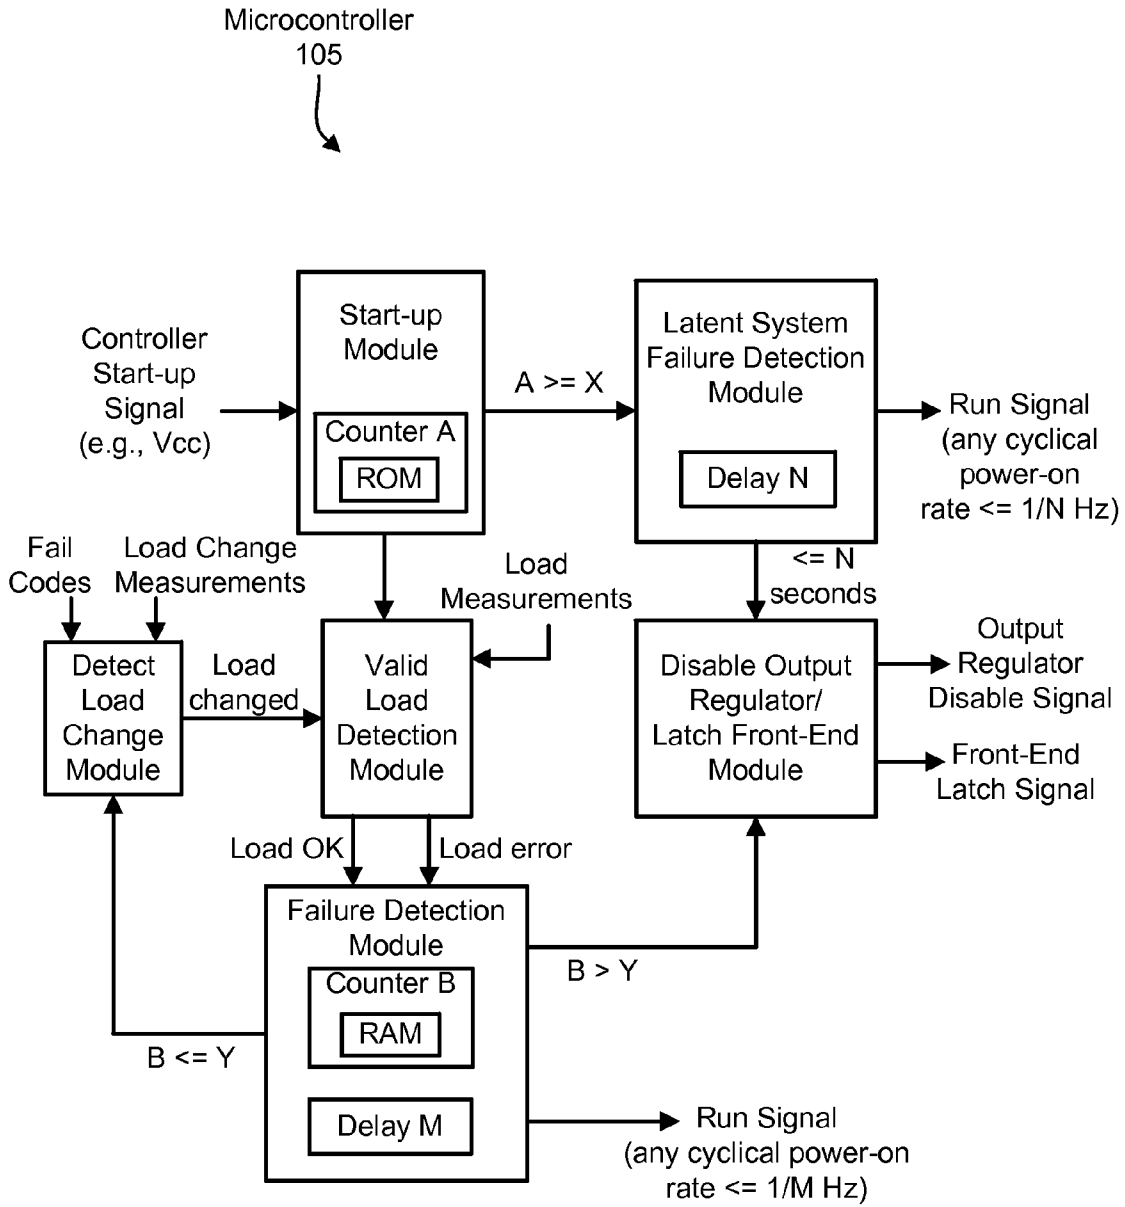 Microcontroller
105
Start-up
Module
Counter A
ROM
Controller
Start-up
Signal
(e.g., Vcc)
A >= X
Latent System
Failure Detection
Module
Delay N
Run Signal
(any cyclical
power-on
rate <= 1/N Hz)
Fail
Codes
Load Change
Measurements
Load
Measurements
<= N
seconds
Detect
Load
Change
Module
Load
changed
Valid
Load
Detection
Module
Disable Output
Regulator/
Latch Front-End
Module
Output
Regulator
Disable Signal
Front-End
Latch Signal
Load OK
Load error
Failure Detection
Module
Counter B
RAM
Delay M
B > Y
B <= Y
Run Signal
(any cyclical power-on
rate <= 1/M Hz)